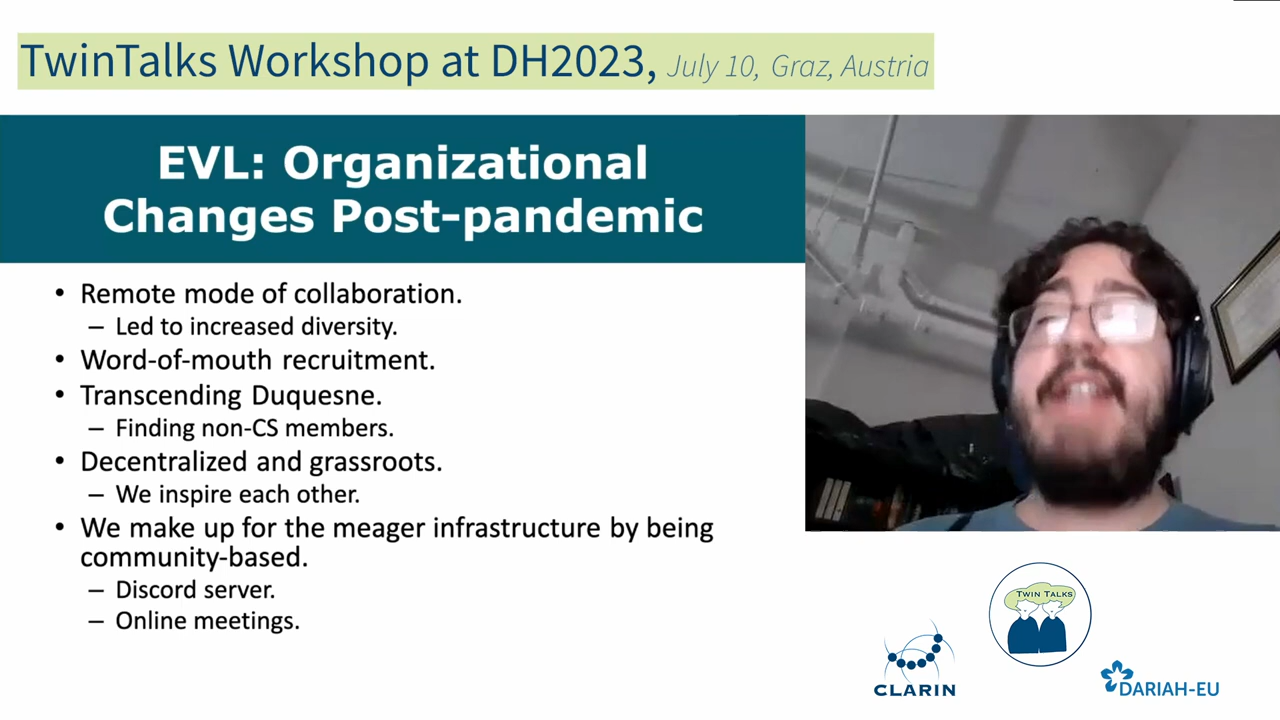 TwinTalks Workshop at DH2023, July 10, Graz, Austria
EVL: Organizational
Changes Post-pandemic
• Remote mode of collaboration.
– Led to increased diversity.
• Word-of-mouth recruitment.
• Transcending Duquesne.
– Finding non-CS members.
• Decentralized and grassroots.
– We inspire each other.
• We make up for the meager infrastructure by being
community-based.
– Discord server.
– Online meetings.
TWIN TALKS
CLARIN
DARIAH-EU